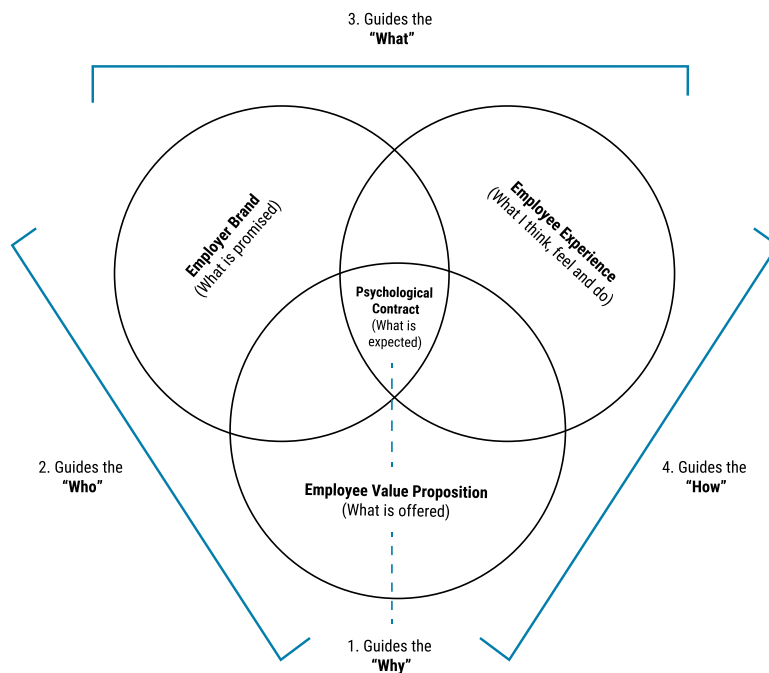 3. Guides the
“What”
Employer Brand
(What is promised)
Employee Experience
(What I think, feel and do)
Psychological
Contract
(What is
expected)
2. Guides the
“Who”
4. Guides the
“How”
Employee Value Proposition
(What is offered)
1. Guides the
“Why”